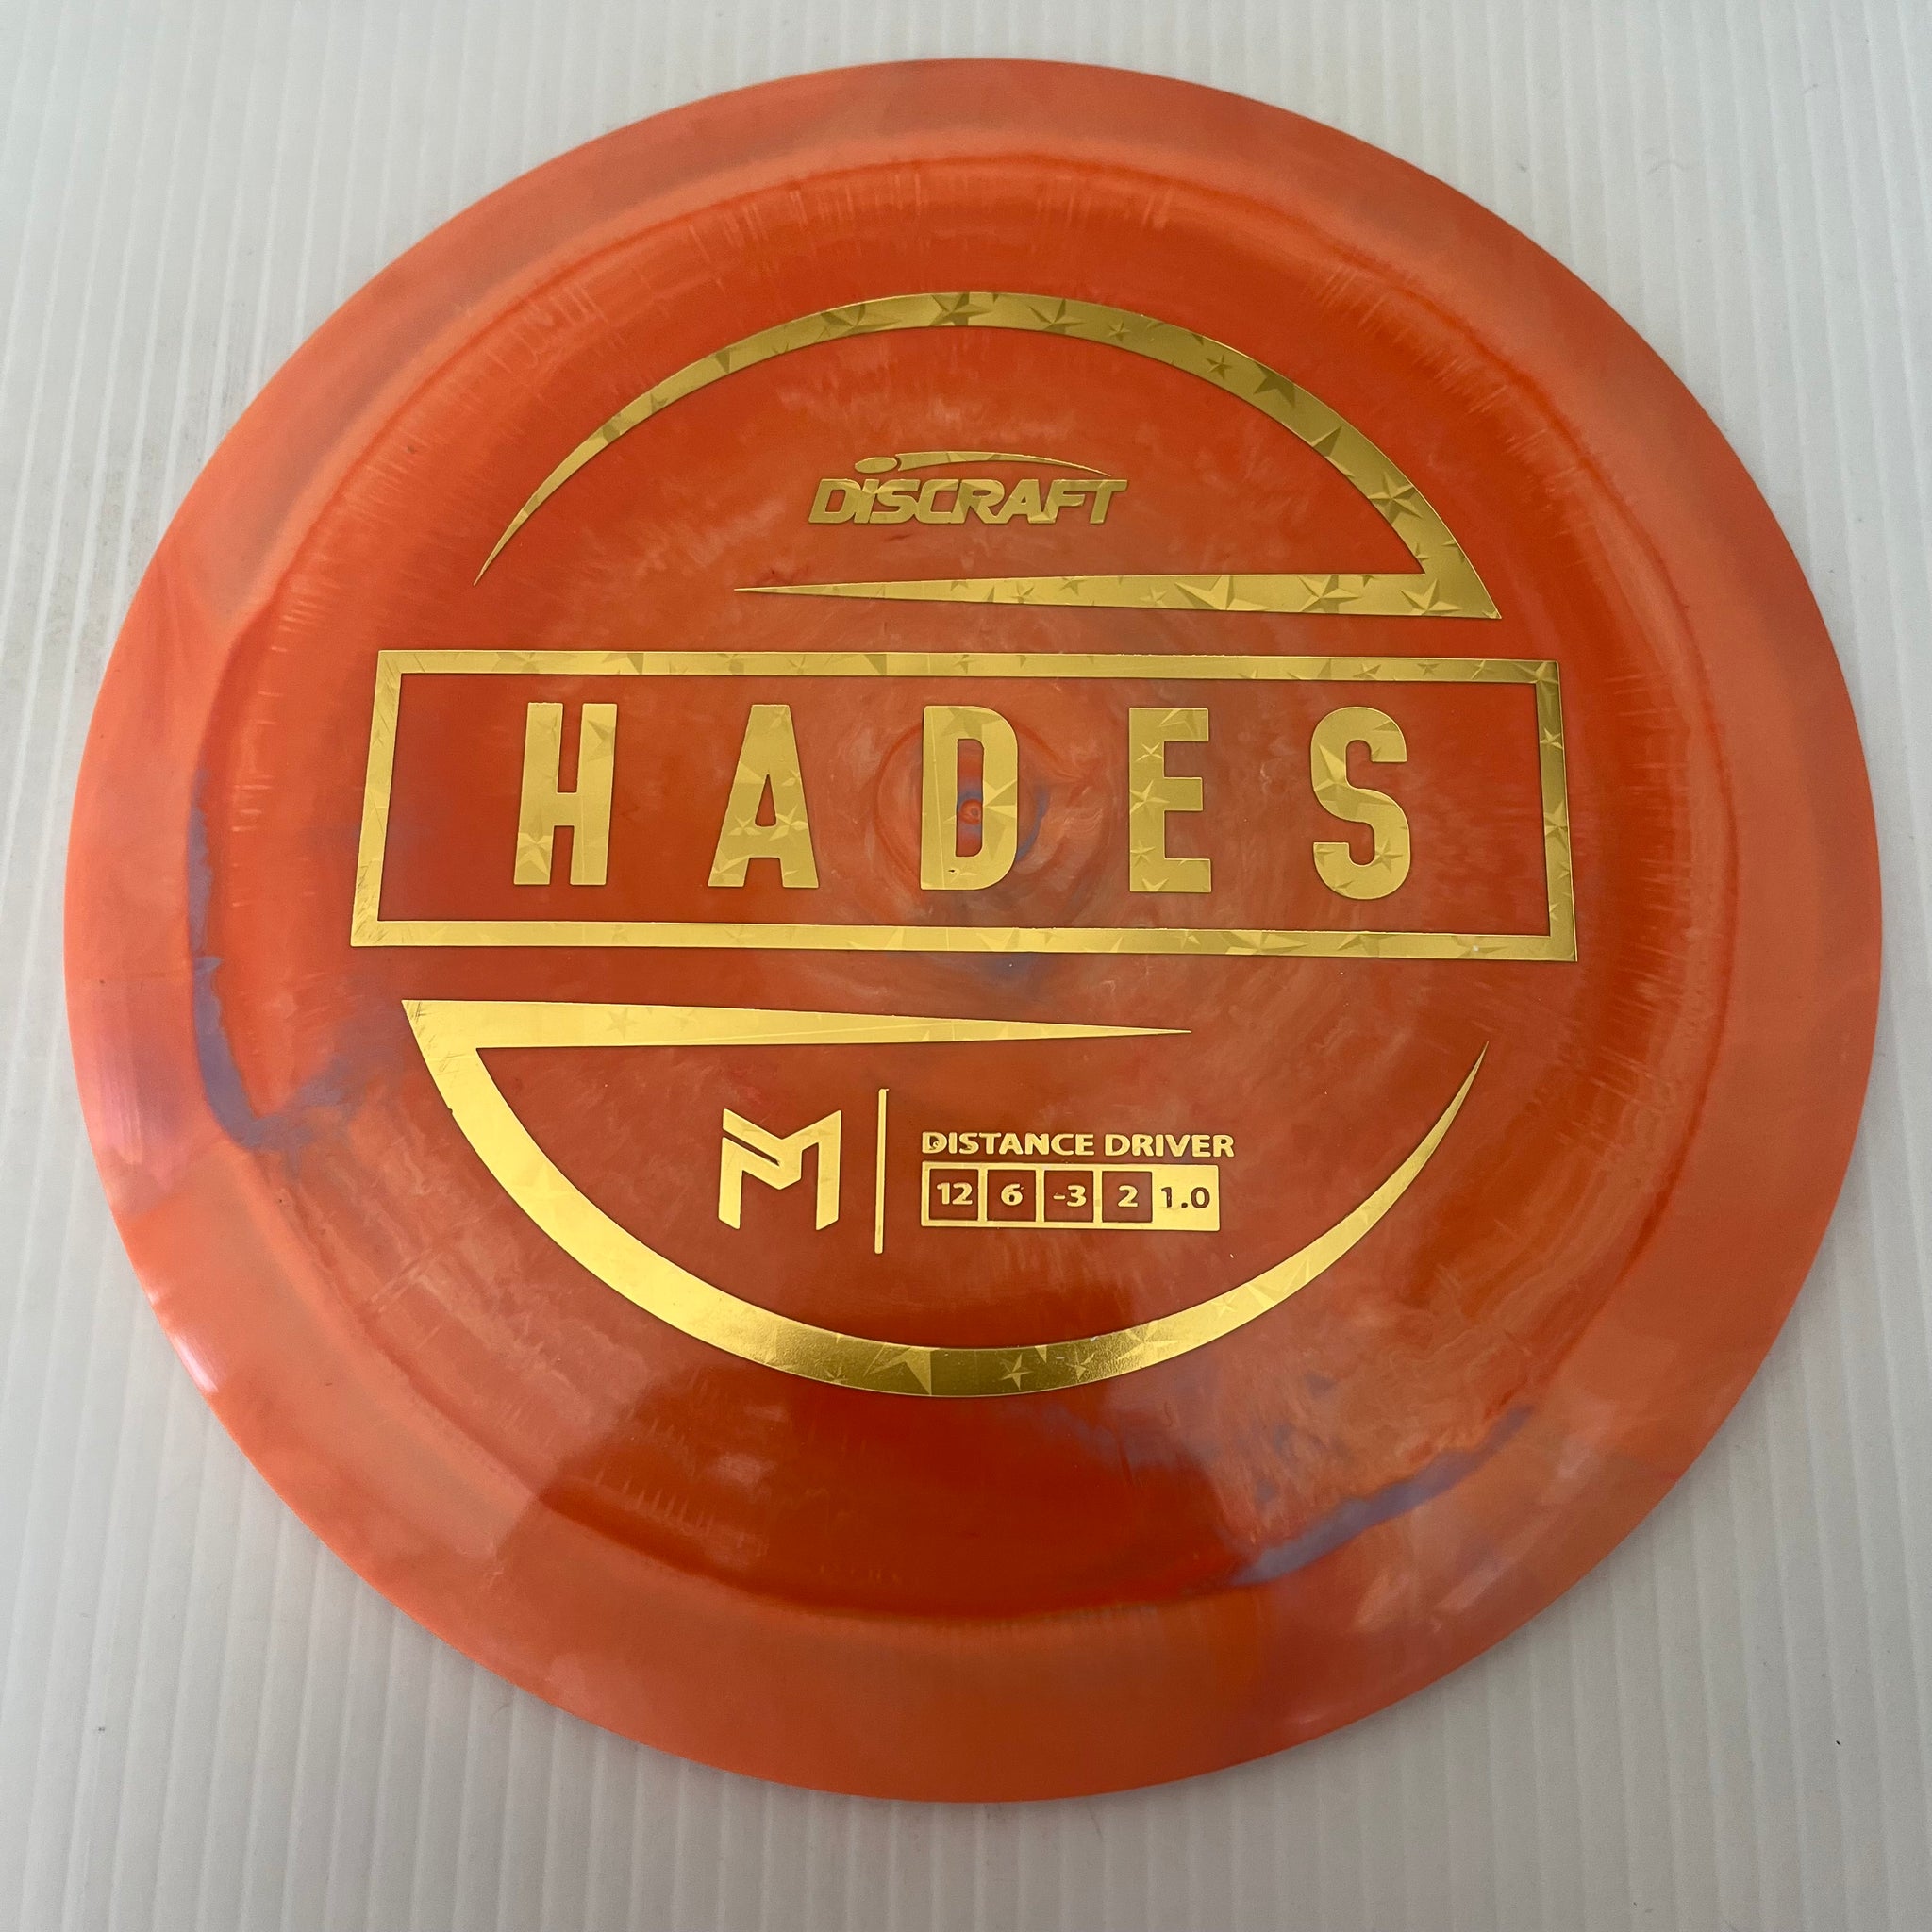 DISCRAFT
HADES
PM
DISTANCE DRIVER
12 6 -3 2 1.0